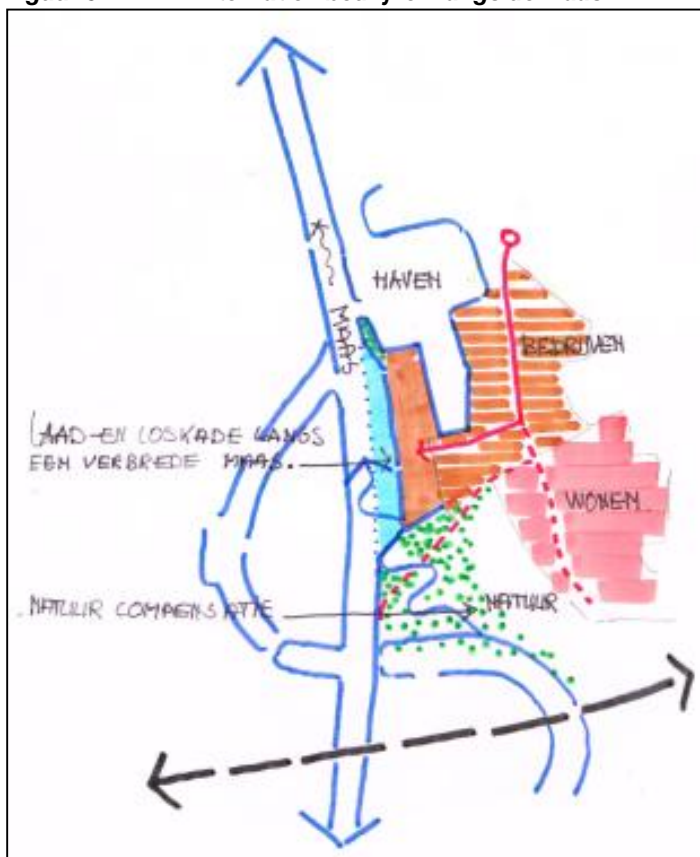 HAVEN
MAAS
BEDRIJVEN
LAAD-EN LOSKADE LANGS
EEN VERBREDE MAAS.
WONEN
NATUUR COMPENSATIE
NATUUR